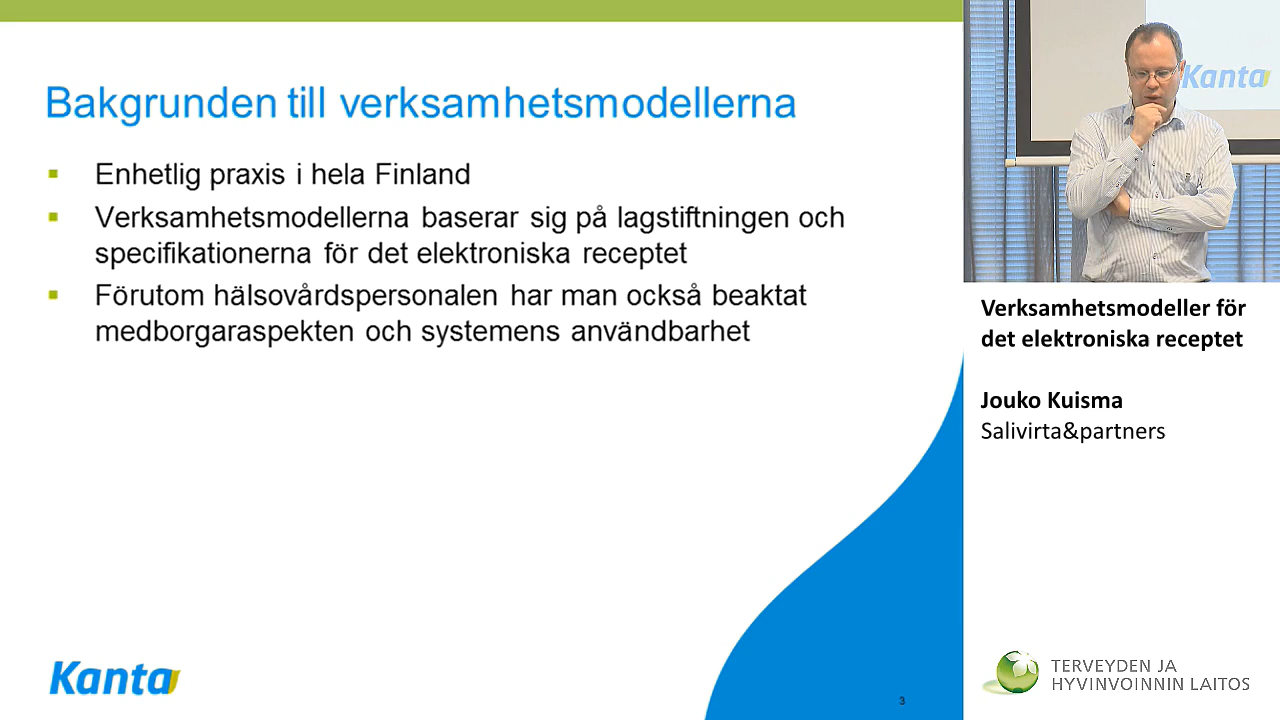 Bakgrunden till verksamhetsmodellerna
▪ Enhetlig praxis i hela Finland
▪ Verksamhetsmodellerna baserar sig på lagstiftningen och
specifikationerna för det elektroniska receptet
▪ Förutom hälsovårdspersonalen har man också beaktat
medborgaraspekten och systemens användbarhet
Kanta
3
Kanta
Verksamhetsmodeller för
det elektroniska receptet
Jouko Kuisma
Salivirta&partners
TERVEYDEN JA
HYVINVOINNIN LAITOS